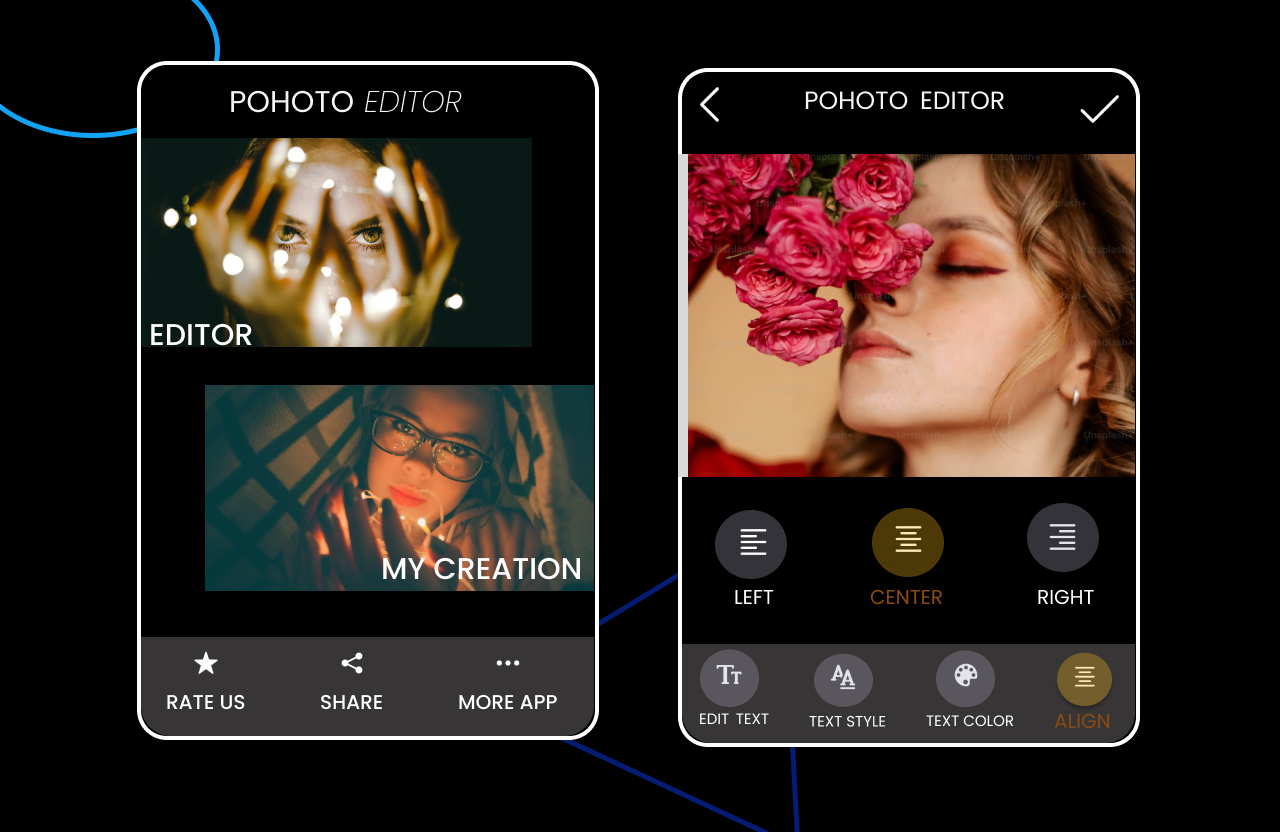 POHOTO EDITOR
EDITOR
MY CREATION
RATE US
SHARE
MORE APP
POHOTO EDITOR
Unsplash+
LEFT
CENTER
RIGHT
EDIT TEXT
TEXT STYLE
TEXT COLOR
ALIGN